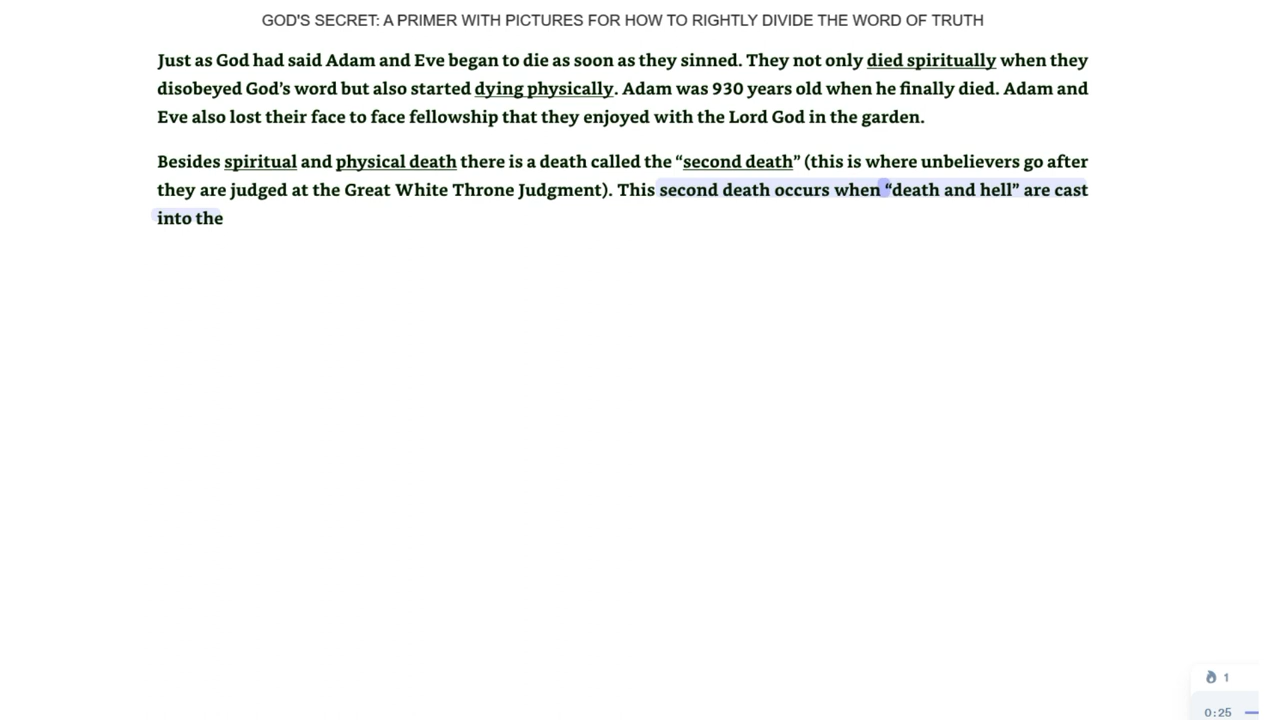 GOD'S SECRET: A PRIMER WITH PICTURES FOR HOW TO RIGHTLY DIVIDE THE WORD OF TRUTH
Just as God had said Adam and Eve began to die as soon as they sinned. They not only died spiritually when they
disobeyed God’s word but also started dying physically. Adam was 930 years old when he finally died. Adam and
Eve also lost their face to face fellowship that they enjoyed with the Lord God in the garden.
Besides spiritual and physical death there is a death called the “second death” (this is where unbelievers go after
they are judged at the Great White Throne Judgment). This second death occurs when “death and hell” are cast
into the
1
0:25